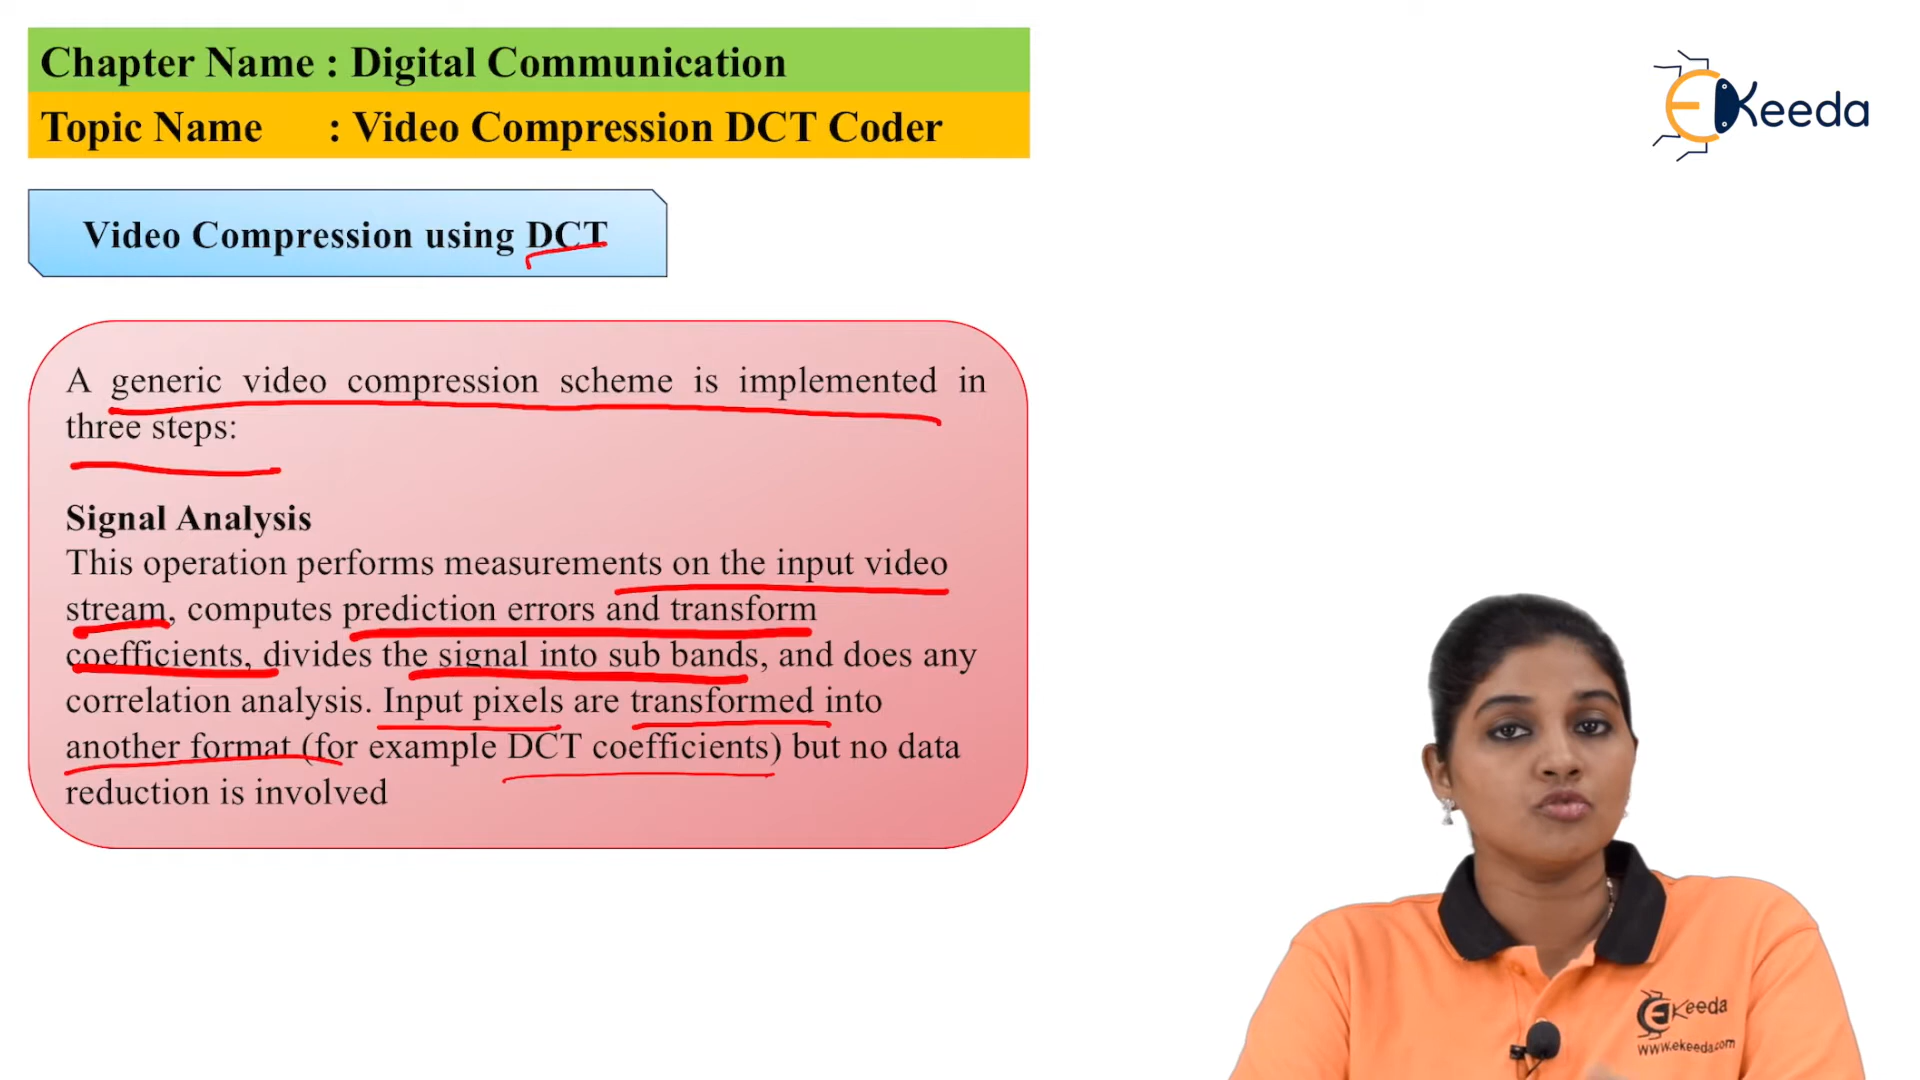 Chapter Name : Digital Communication
Keeda
Topic Name : Video Compression DCT Coder
Video Compression using DCT
A generic video compression scheme is implemented in
three steps:
Signal Analysis
This operation performs measurements on the input video
stream, computes prediction errors and transform
coefficients, divides the signal into sub bands, and does any
correlation analysis. Input pixels are transformed into
another format (for example DCT coefficients) but no data
reduction is involved
Keeda
www.ekeeda.com